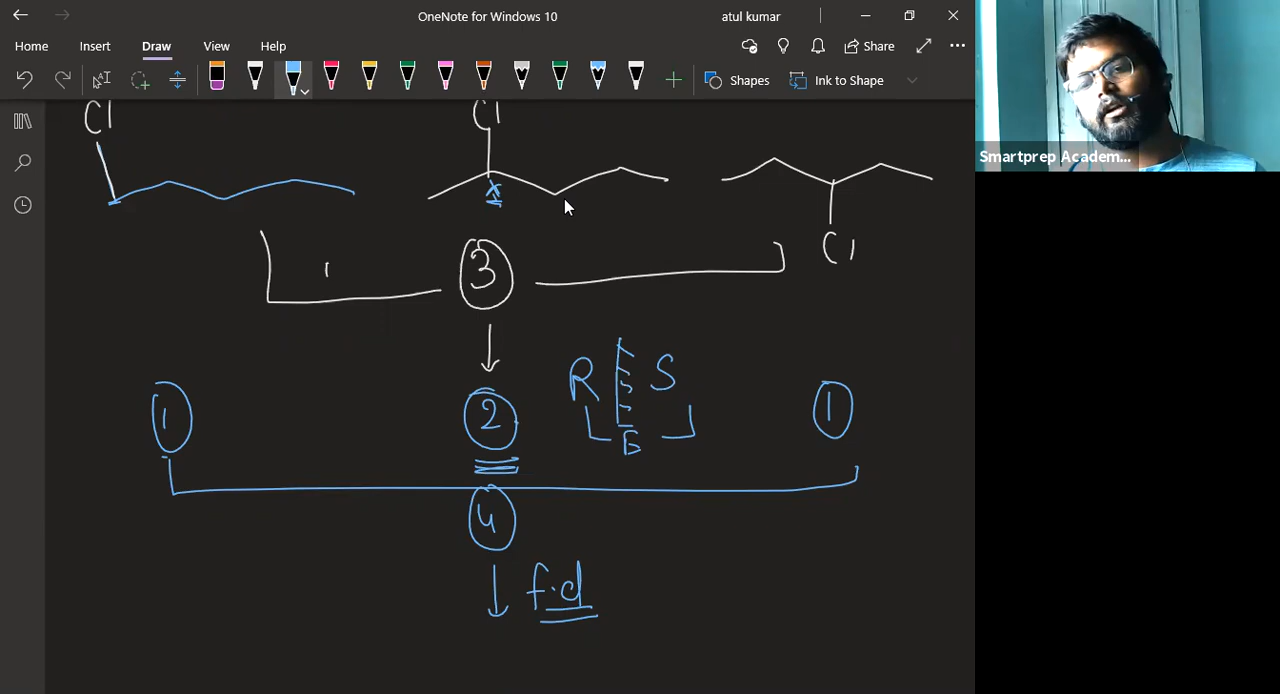 OneNote for Windows 10
atul kumar
Home Insert Draw View Help
Share
Shapes
Ink to Shape
Smartprep Academ...
Cl
Cl
Cl
3
R S
E
1
2
1
4
f.d